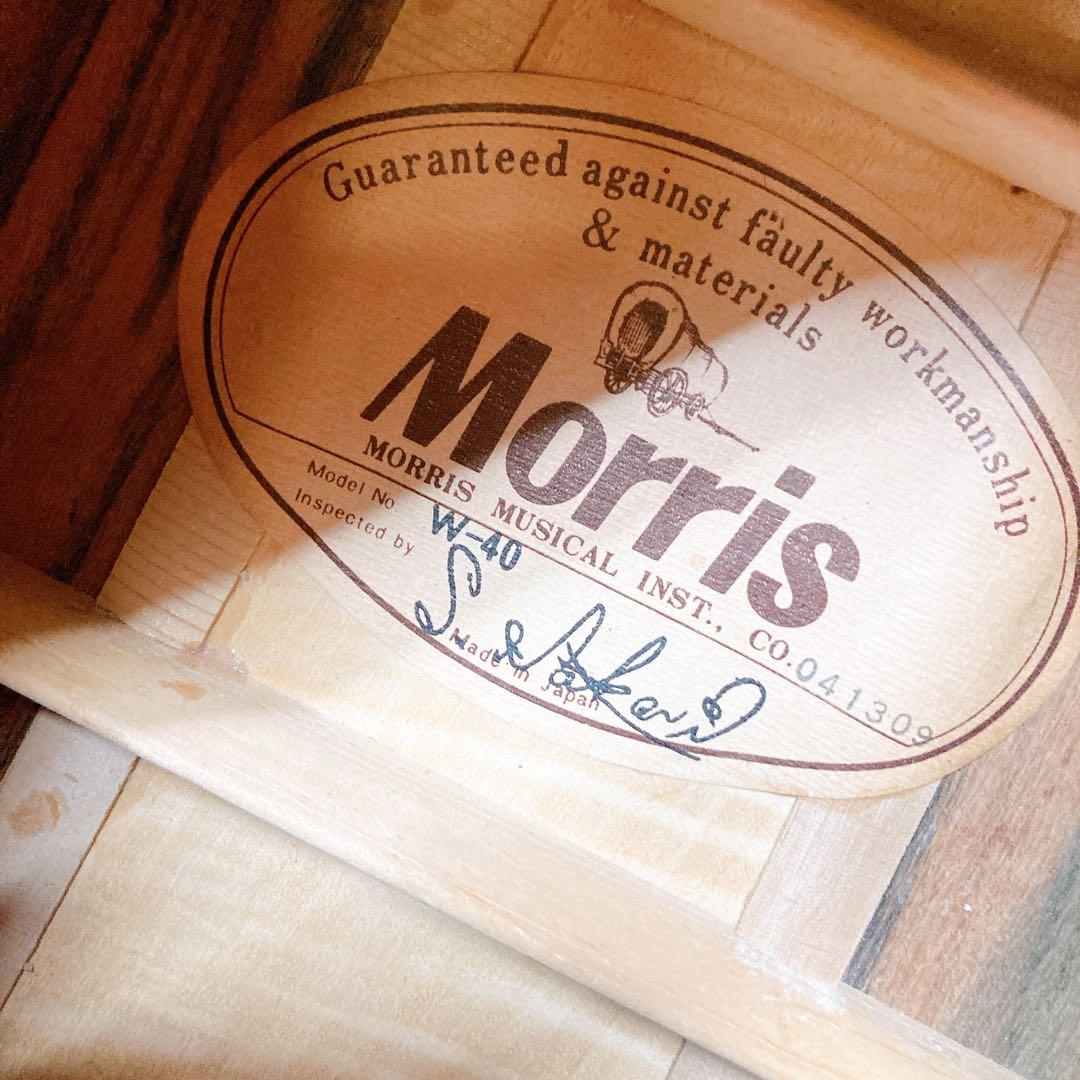 Guaranteed against faulty workmanship
& materials
Morris
MORRIS MUSICAL INST., CO.
041309
Model No. W-40
Inspected by
Made in Japan